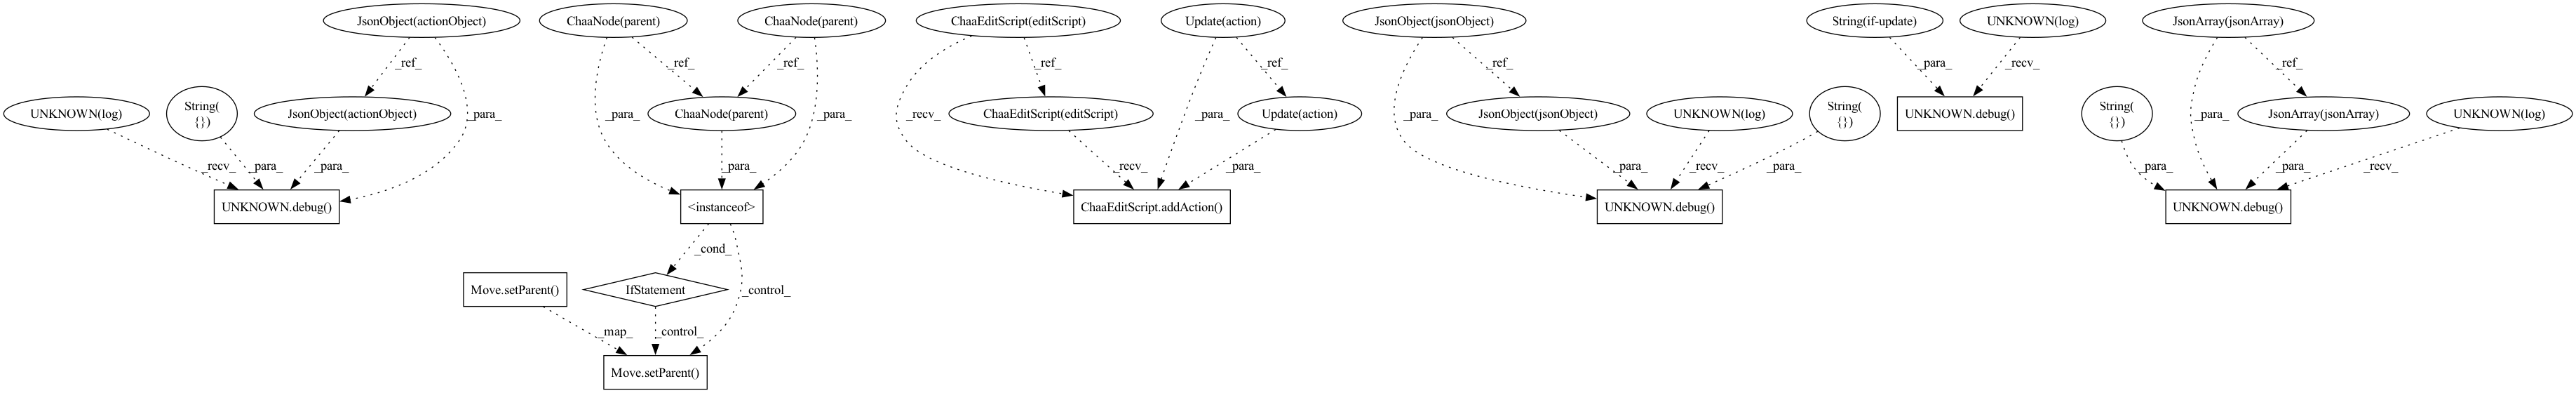 JsonObject(actionObject)
ChaaNode(parent)
ChaaNode(parent)
ChaaEditScript(editScript)
Update(action)
JsonObject(jsonObject)
String(if-update)
UNKNOWN(log)
JsonArray(jsonArray)
_ref_
_ref_
_ref_
_ref_
_ref_
_ref_
_para_
_recv_
_ref_
UNKNOWN(log)
String(
{})
JsonObject(actionObject)
_para_
_para_
ChaaNode(parent)
_para_
_recv_
ChaaEditScript(editScript)
_para_
Update(action)
_para_
JsonObject(jsonObject)
UNKNOWN(log)
String(
{})
UNKNOWN.debug()
String(
{})
_para_
JsonArray(jsonArray)
UNKNOWN(log)
_recv_
_para_
_para_
_para_
_recv_
_para_
_para_
_recv_
_para_
_para_
_para_
_recv_
UNKNOWN.debug()
<instanceof>
ChaaEditScript.addAction()
UNKNOWN.debug()
UNKNOWN.debug()
_cond_
Move.setParent()
IfStatement
_control_
_map_
_control_
Move.setParent()